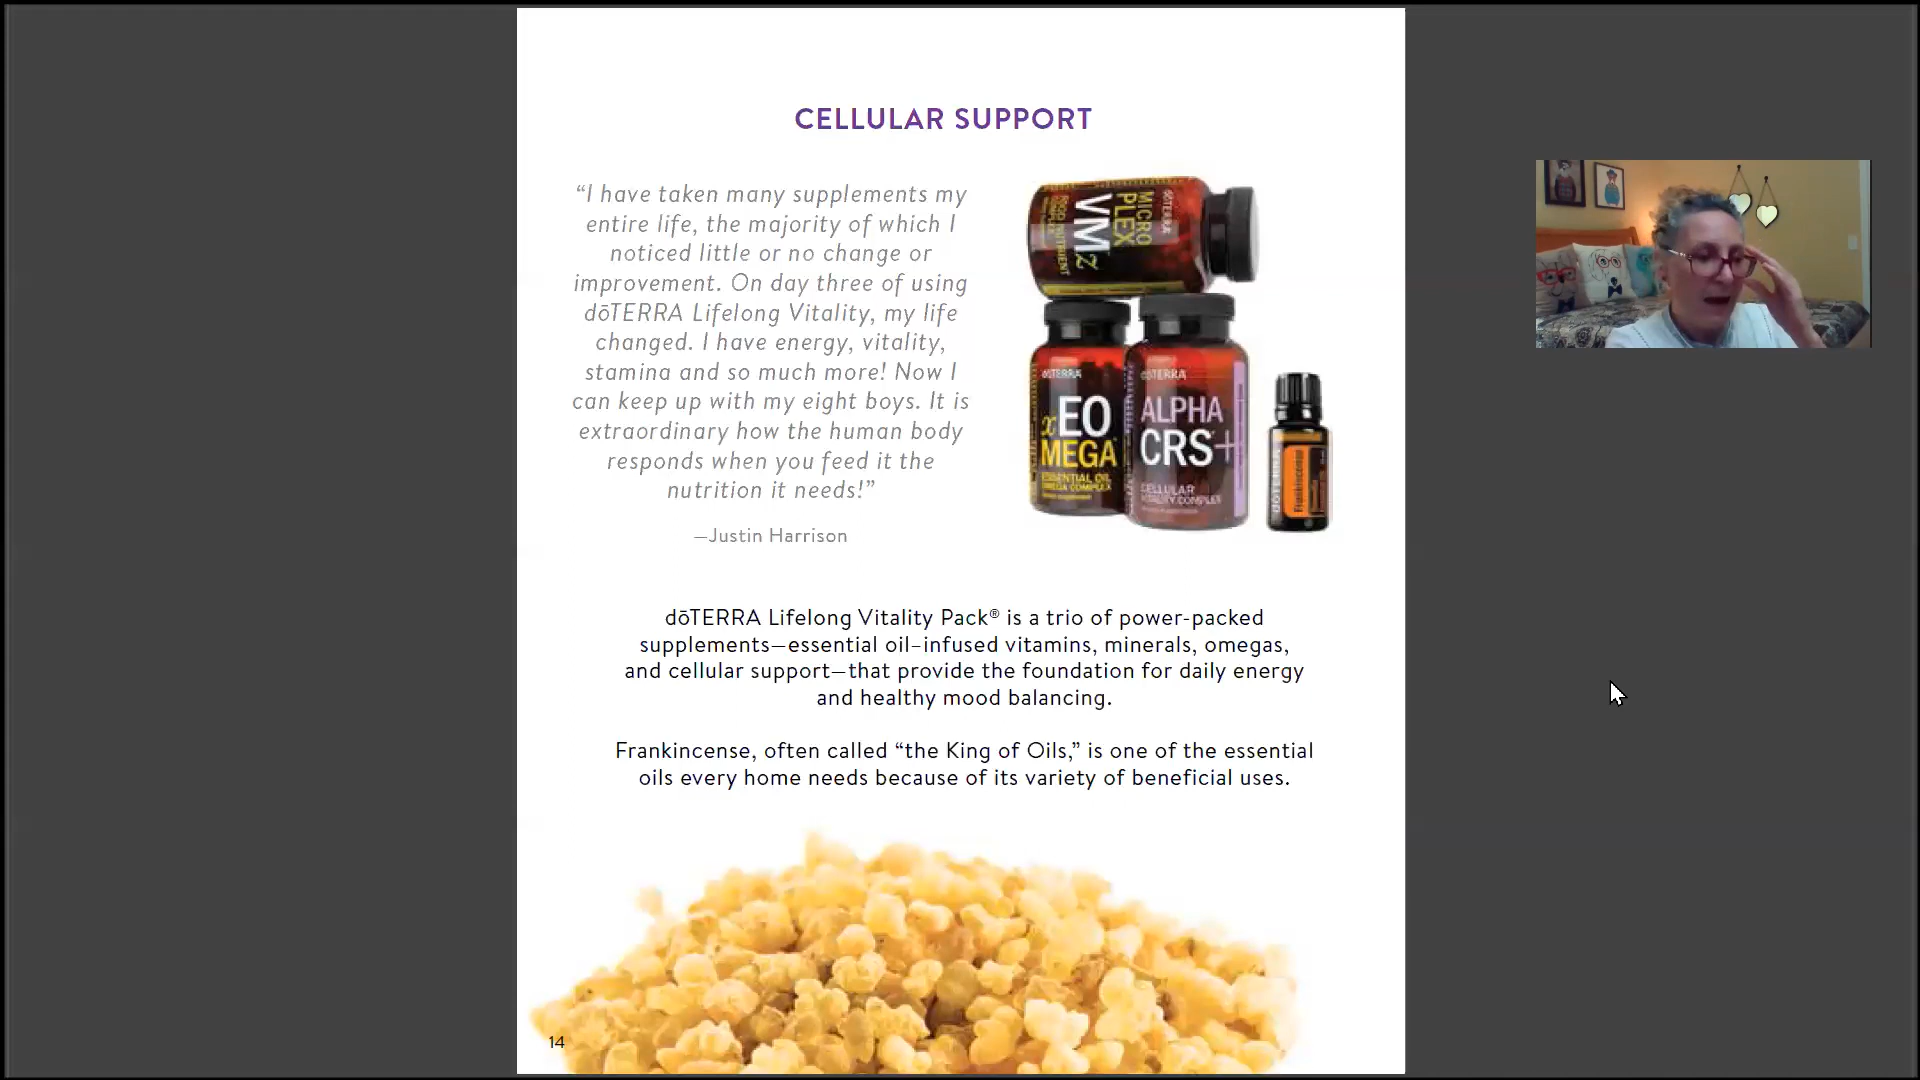 CELLULAR SUPPORT
“I have taken many supplements my
entire life, the majority of which I
noticed little or no change or
improvement. On day three of using
dōTERRA Lifelong Vitality, my life
changed. I have energy, vitality,
stamina and so much more! Now I
can keep up with my eight boys. It is
extraordinary how the human body
responds when you feed it the
nutrition it needs!”
—Justin Harrison
dōTERRA
MICRO
PLEX
VMz
dōTERRA
xEO
MEGA
ESSENTIAL OIL
OMEGA COMPLEX
dōTERRA
ALPHA
CRS+
CELLULAR
VITALITY COMPLEX
dōTERRA
Frankincense
dōTERRA Lifelong Vitality Pack® is a trio of power-packed
supplements—essential oil–infused vitamins, minerals, omegas,
and cellular support—that provide the foundation for daily energy
and healthy mood balancing.
Frankincense, often called “the King of Oils,” is one of the essential
oils every home needs because of its variety of beneficial uses.
14